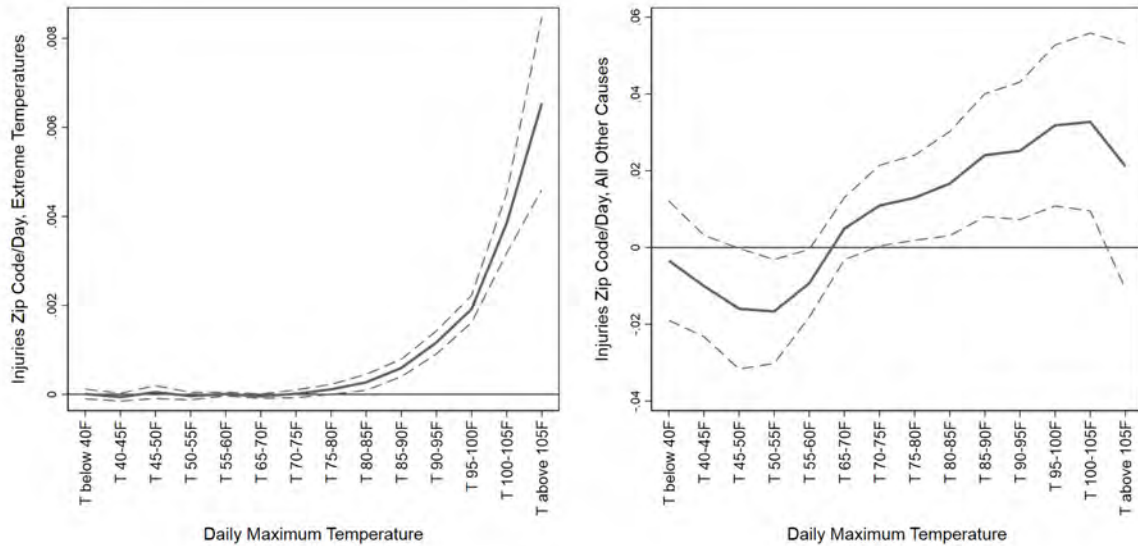 Injuries Zip Code/Day, Extreme Temperatures
.008
.006
.004
.002
0
T below 40F
T 40-45F
T 45-50F
T 50-55F
T 55-60F
T 65-70F
T 70-75F
T 75-80F
T 80-85F
T 85-90F
T 90-95F
T 95-100F
T 100-105F
T above 105F
Daily Maximum Temperature
Injuries Zip Code/Day, All Other Causes
.06
.04
.02
0
-.02
-.04
T below 40F
T 40-45F
T 45-50F
T 50-55F
T 55-60F
T 65-70F
T 70-75F
T 75-80F
T 80-85F
T 85-90F
T 90-95F
T 95-100F
T 100-105F
T above 105F
Daily Maximum Temperature